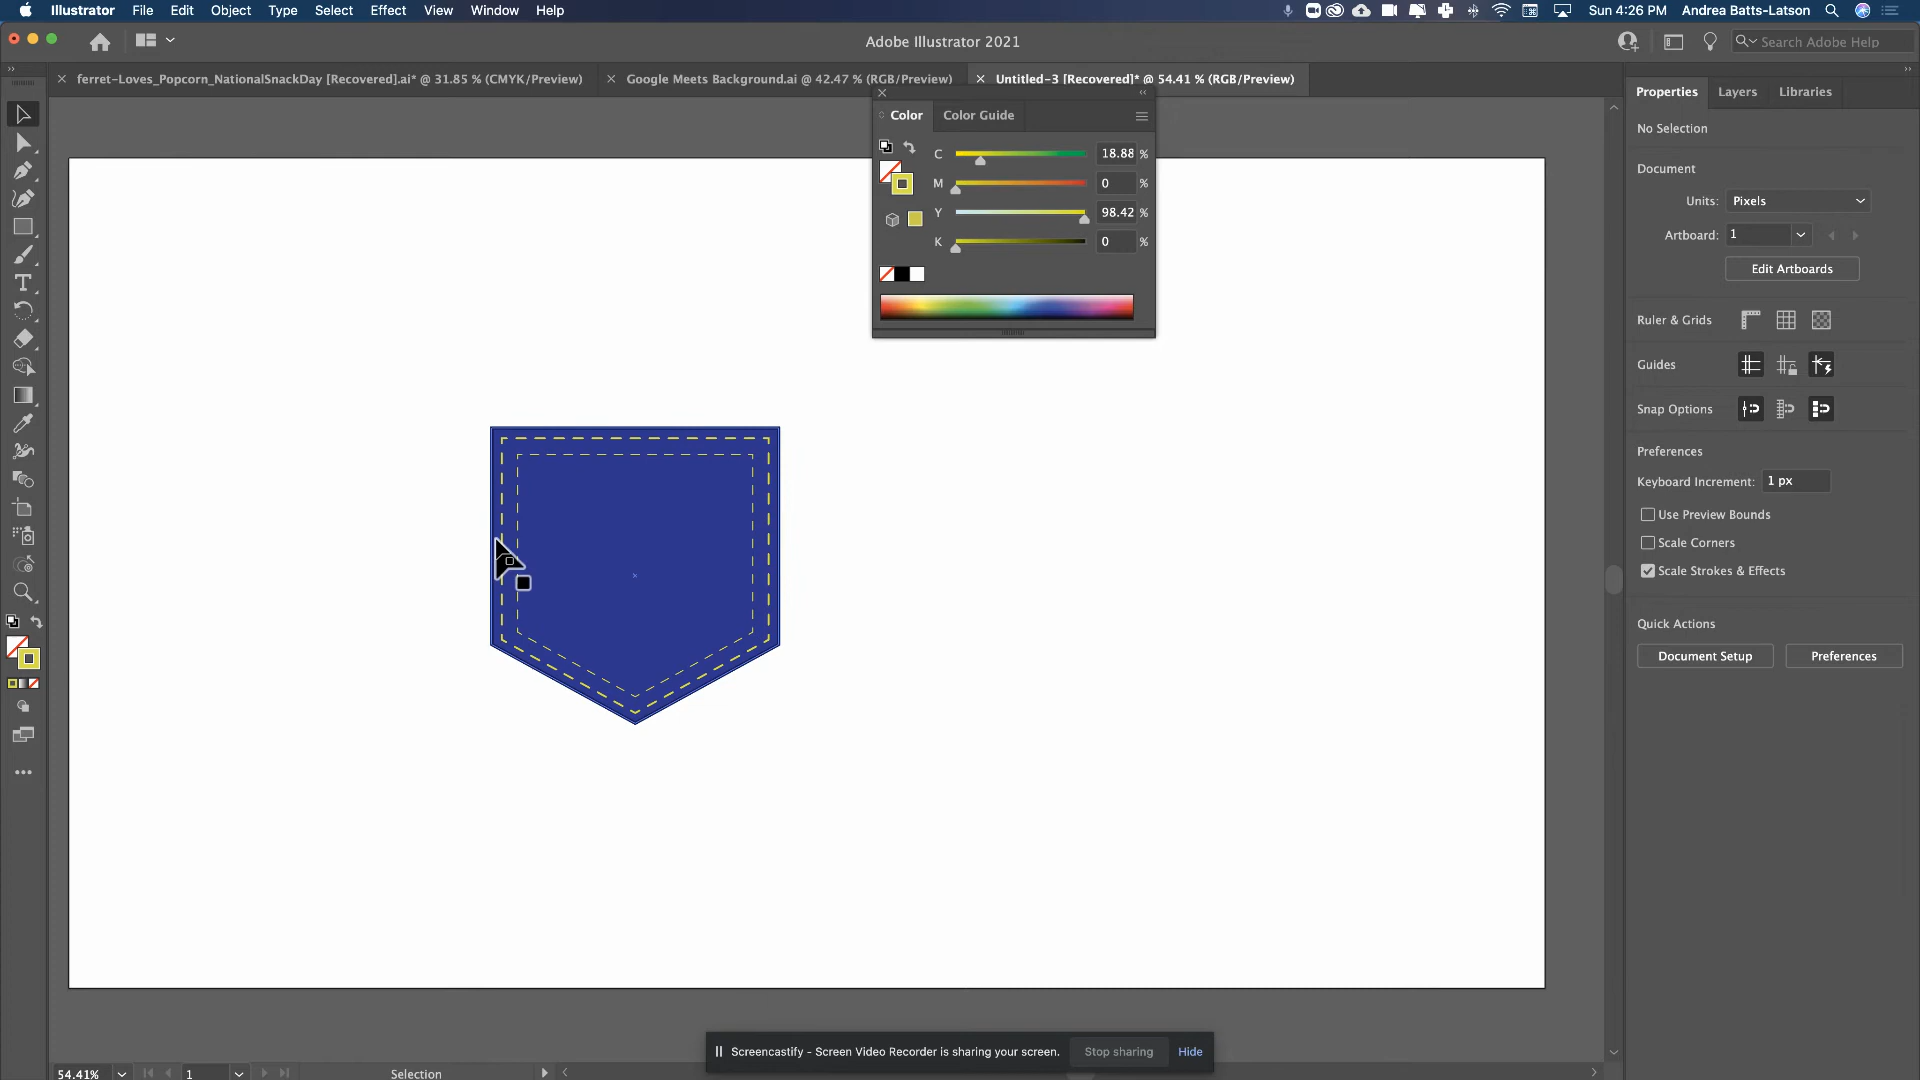 Illustrator File Edit Object Type Select Effect View Window Help Sun 4:26 PM Andrea Batts-Latson
Adobe Illustrator 2021 Search Adobe Help
ferret-Loves_Popcorn_NationalSnackDay [Recovered].ai* @ 31.85 % (CMYK/Preview) Google Meets Background.ai @ 42.47 % (RGB/Preview) Untitled-3 [Recovered]* @ 54.41 % (RGB/Preview)
Properties Layers Libraries
Color Color Guide
No Selection
C 18.88 %
Document
M 0 %
Units: Pixels
Y 98.42 %
Artboard: 1
K 0 %
Edit Artboards
Ruler & Grids
Guides
Snap Options
Preferences
Keyboard Increment: 1 px
Use Preview Bounds
Scale Corners
Scale Strokes & Effects
Quick Actions
Document Setup Preferences
Screencastify - Screen Video Recorder is sharing your screen. Stop sharing Hide
54.41% 1 Selection